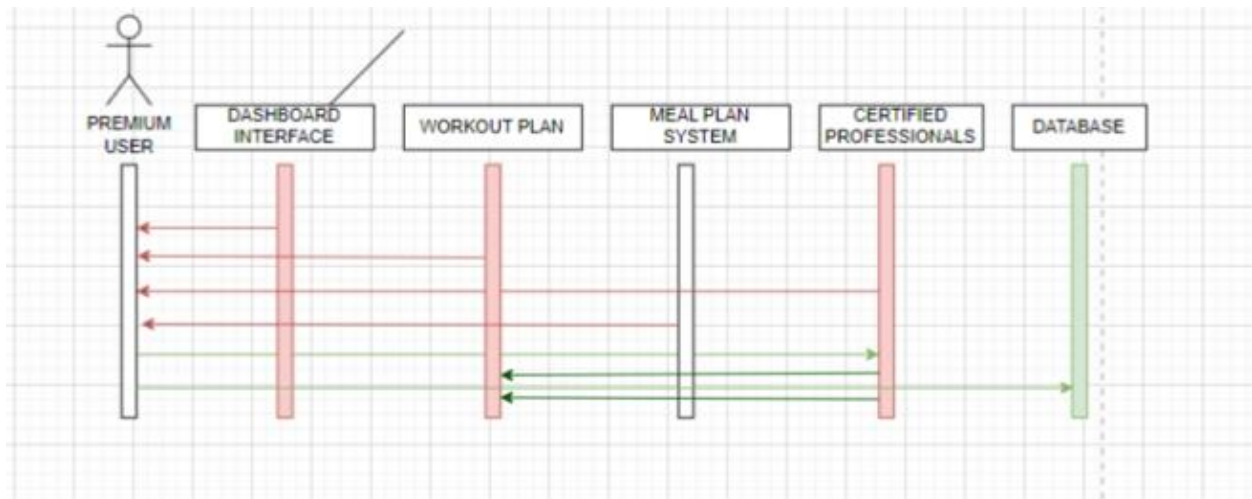 PREMIUM
USER
DASHBOARD
INTERFACE
WORKOUT PLAN
MEAL PLAN
SYSTEM
CERTIFIED
PROFESSIONALS
DATABASE